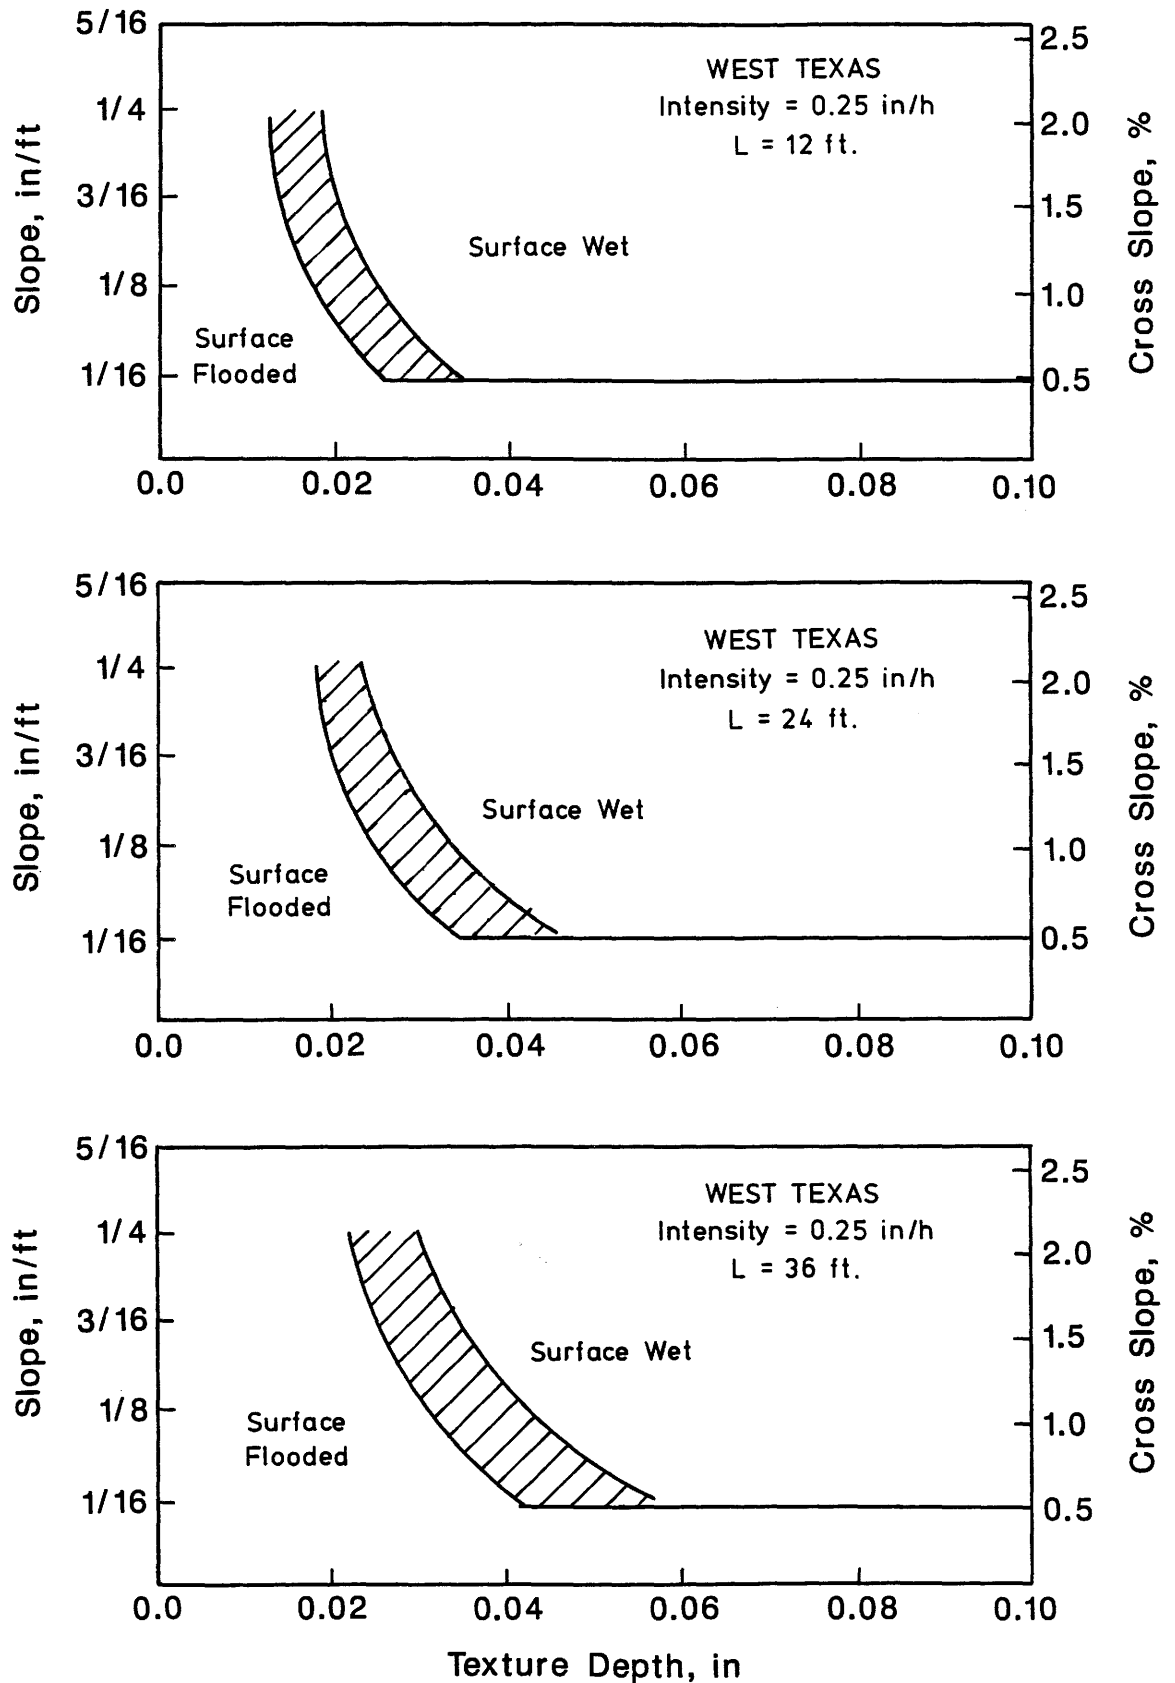 5/16
1/4
3/16
1/8
1/16
Slope, in/ft
WEST TEXAS
Intensity = 0.25 in/h
L = 12 ft.
Surface Wet
Surface
Flooded
2.5
2.0
1.5
1.0
0.5
Cross Slope, %
0.0 0.02 0.04 0.06 0.08 0.10
5/16
1/4
3/16
1/8
1/16
Slope, in/ft
WEST TEXAS
Intensity = 0.25 in/h
L = 24 ft.
Surface Wet
Surface
Flooded
2.5
2.0
1.5
1.0
0.5
Cross Slope, %
0.0 0.02 0.04 0.06 0.08 0.10
5/16
1/4
3/16
1/8
1/16
Slope, in/ft
WEST TEXAS
Intensity = 0.25 in/h
L = 36 ft.
Surface Wet
Surface
Flooded
2.5
2.0
1.5
1.0
0.5
Cross Slope, %
0.0 0.02 0.04 0.06 0.08 0.10
Texture Depth, in